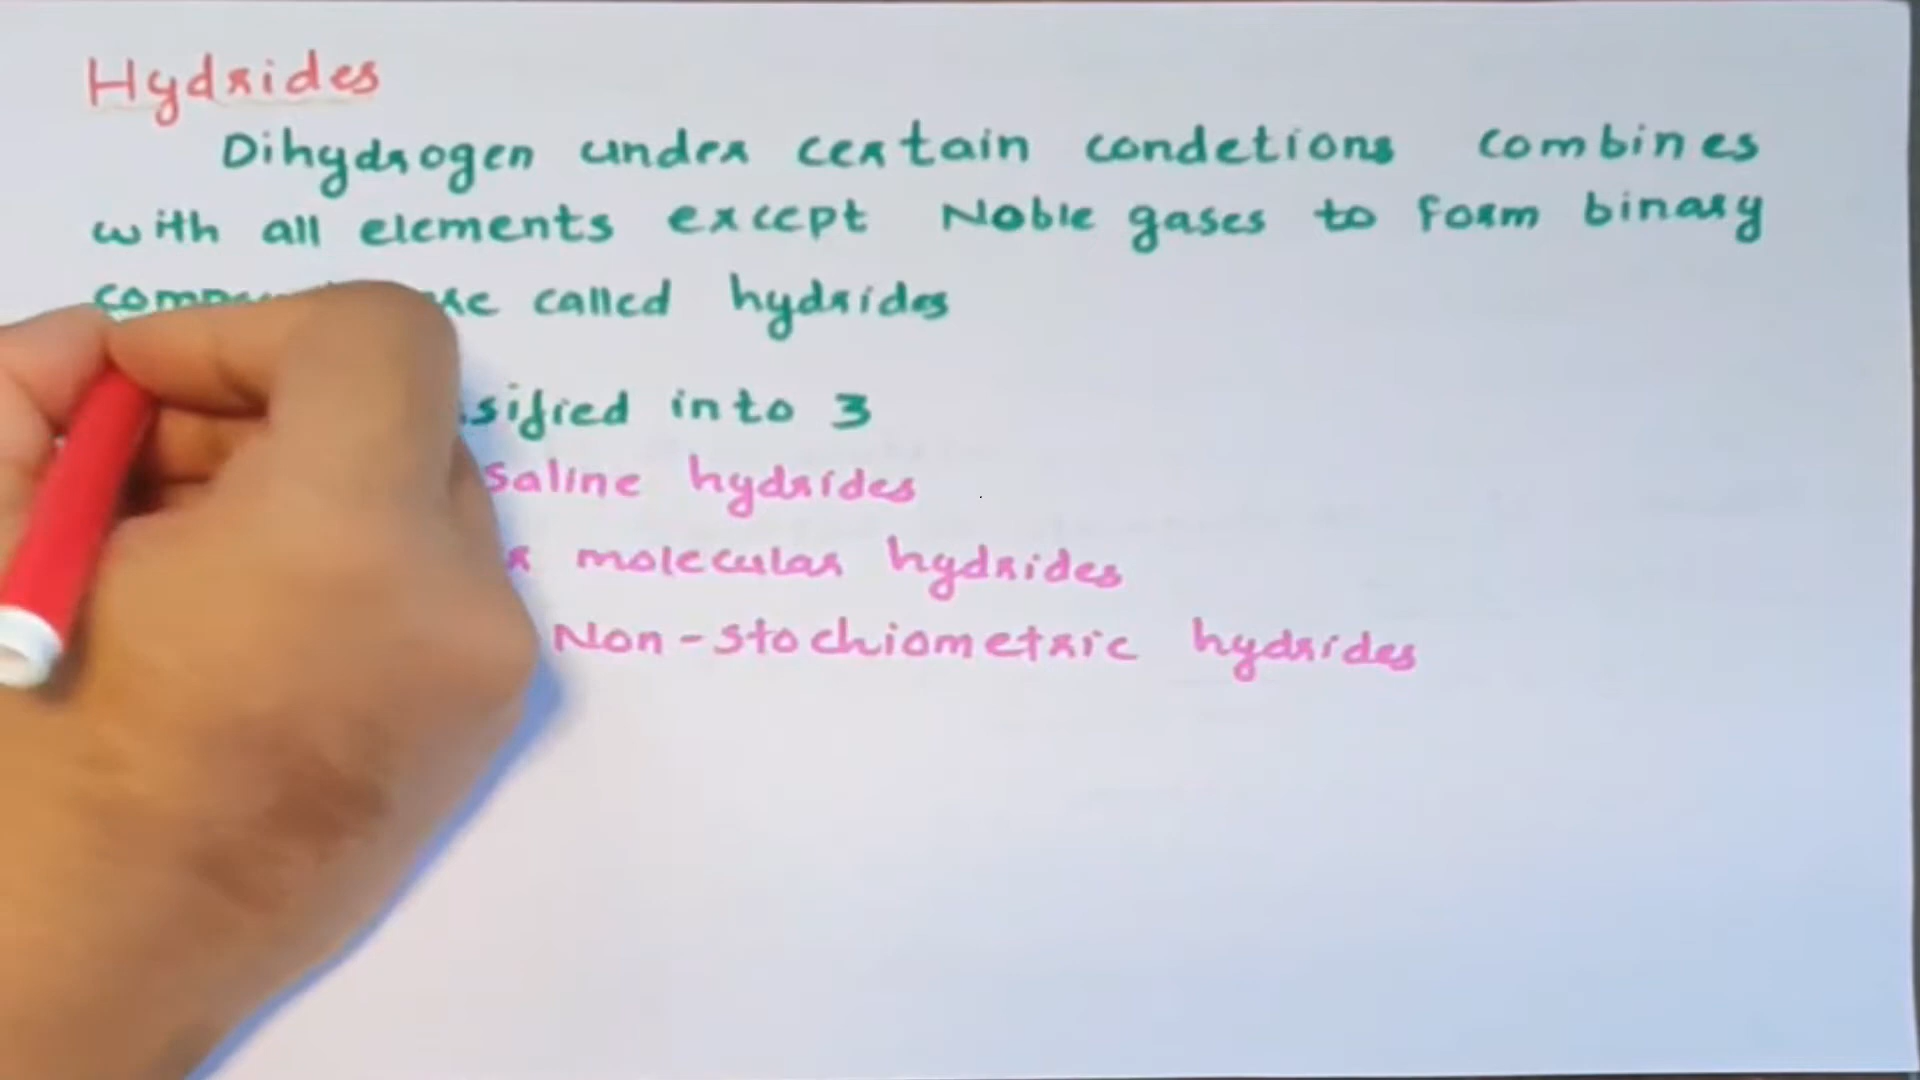 Hydrides
Dihydrogen under certain condetions combines
with all elements except Noble gases to form binary
called hydrides
into 3
saline hydrides
molecular hydrides
Non-stochiometric hydrides